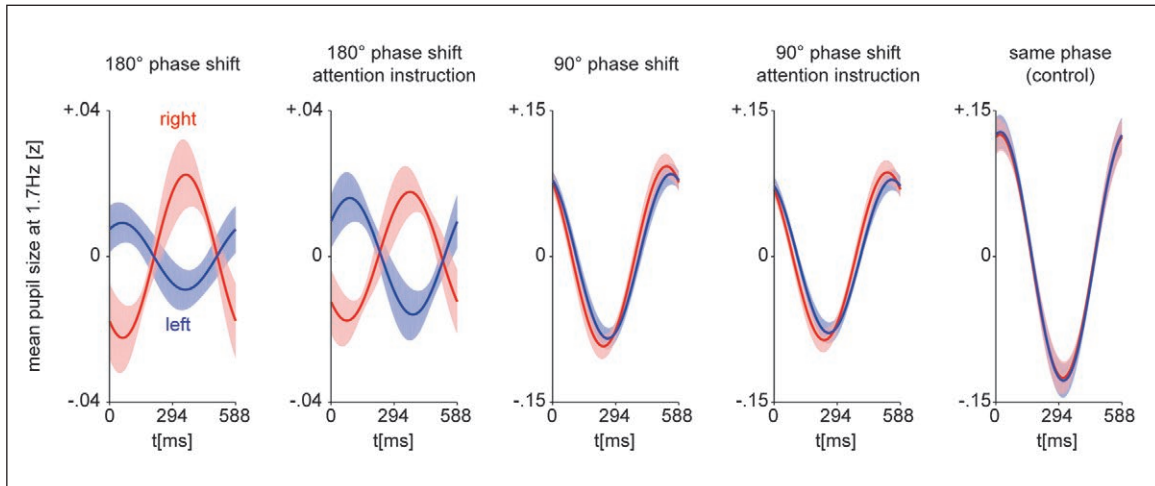 180° phase shift
180° phase shift
attention instruction
90° phase shift
90° phase shift
attention instruction
same phase
(control)
mean pupil size at 1.7Hz [z]
+.04
0
-.04
right
left
0 294 588
t[ms]
+.04
0
-.04
0 294 588
t[ms]
+.15
0
-.15
0 294 588
t[ms]
+.15
0
-.15
0 294 588
t[ms]
+.15
0
-.15
0 294 588
t[ms]